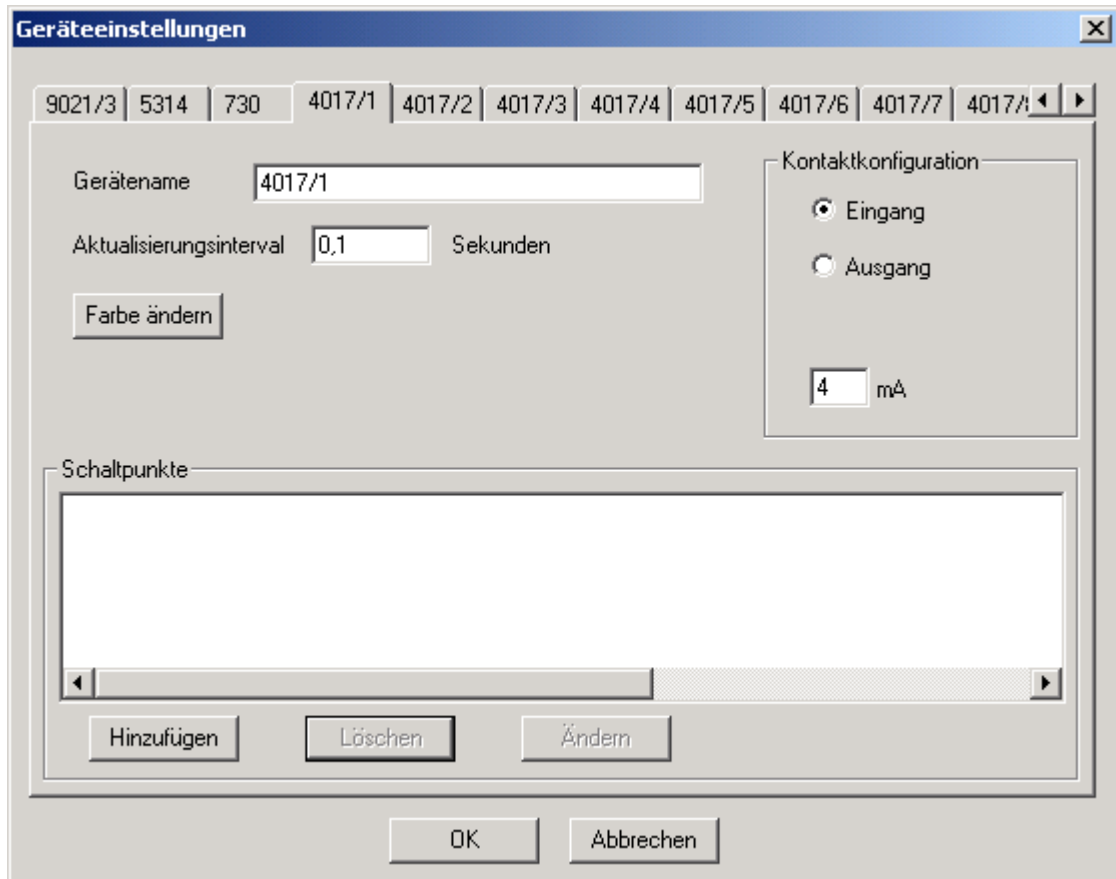 Geräteeinstellungen
9021/3 5314 730 4017/1 4017/2 4017/3 4017/4 4017/5 4017/6 4017/7
Gerätename 4017/1
Aktualisierungsinterval 0,1 Sekunden
Farbe ändern
Kontaktkonfiguration
Eingang
Ausgang
4 mA
Schaltpunkte
Hinzufügen Löschen Ändern
OK Abbrechen